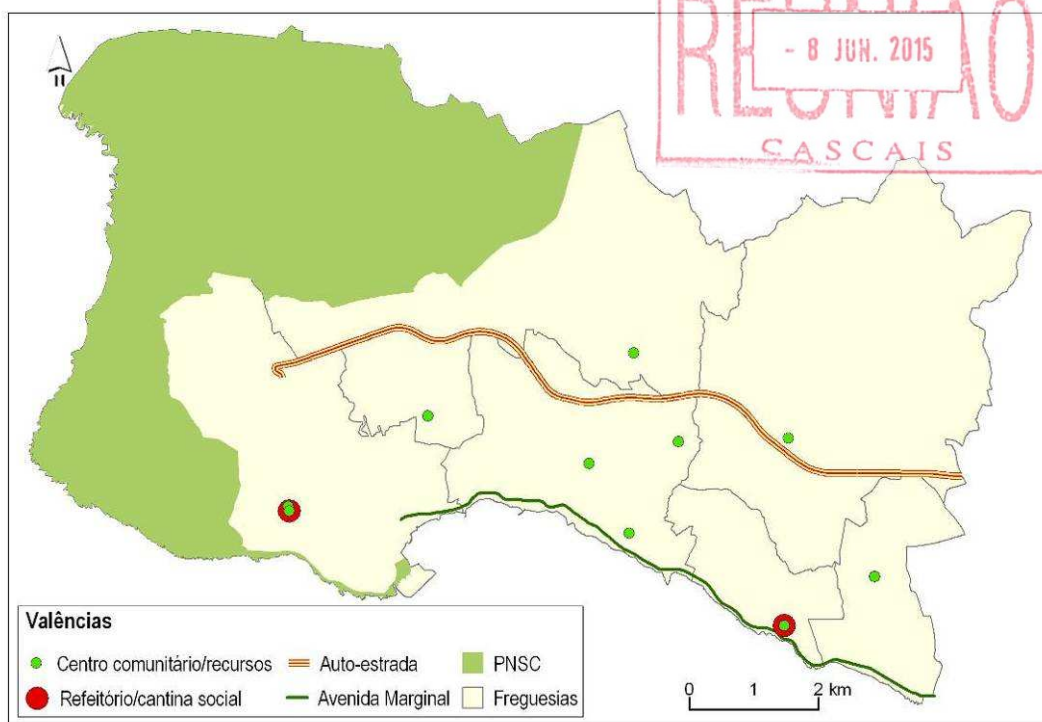 REUNIÃO
- 8 JUN. 2015
CASCAIS
N
Valências
Centro comunitário/recursos
Auto-estrada
PNSC
Refeitório/cantina social
Avenida Marginal
Freguesias
0 1 2 km